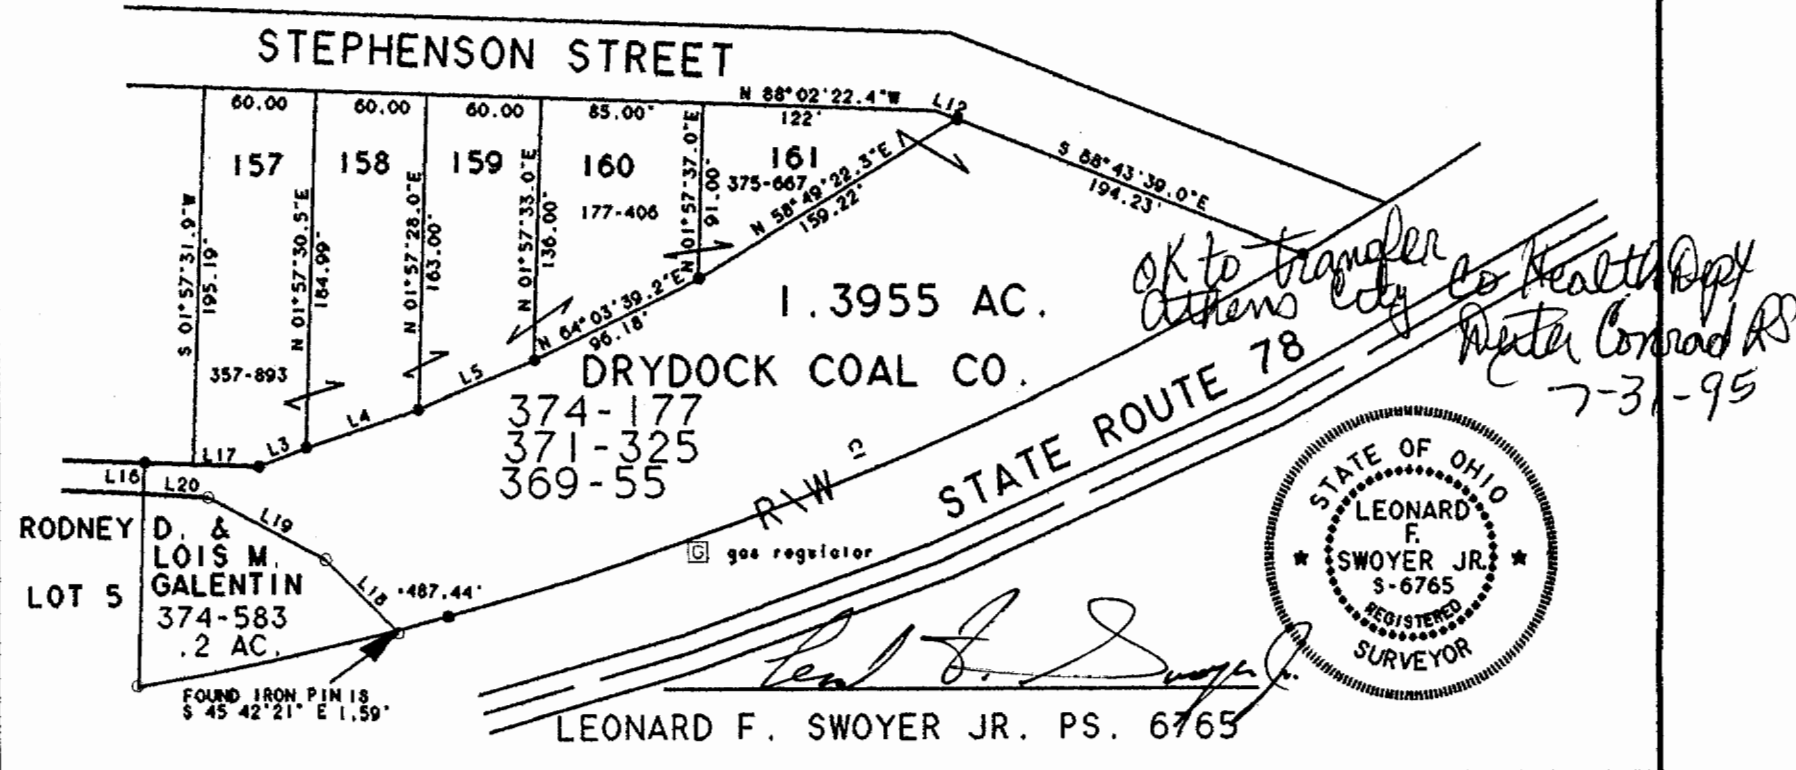 STEPHENSON STREET
60.00
60.00
60.00
85.00'
N 88°02'22.4"W
122'
L12
157
158
159
160
161
375-667
177-406
357-893
S 01°57'31.9"W
195.19'
N 01°57'30.5"E
184.99'
N 01°57'28.0"E
163.00'
N 01°57'33.0"E
136.00'
N 01°57'37.0"E
91.00'
N 58°49'22.3"E
159.22'
S 88°43'39.0"E
194.23'
N 64°03'39.2"E
96.18'
L5
L4
L3
L17
L16
L20
L19
L18
1.3955 AC.
DRYDOCK COAL CO.
374-177
371-325
369-55
OK to transfer
Athens City Co Health Dept
Conrad RS
7-31-95
STATE ROUTE 78
R\W
G gas regulator
RODNEY D. &
LOIS M.
GALENTIN
LOT 5
374-583
.2 AC.
487.44'
FOUND IRON PIN IS
S 45 42'21" E 1.59'
STATE OF OHIO
LEONARD
F.
SWOYER JR.
S-6765
REGISTERED
SURVEYOR
LEONARD F. SWOYER JR. PS. 6765